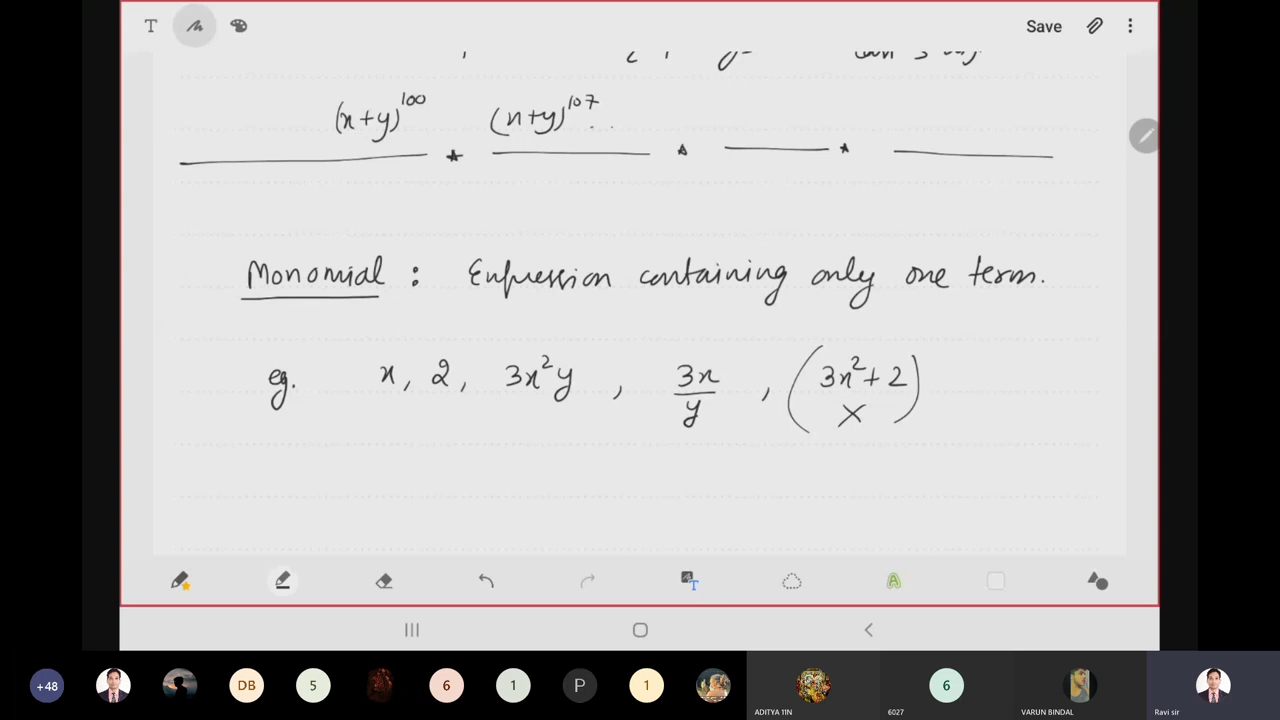 T Save
(x+y)^100 (x+y)^107 ..
Monomial : Expression containing only one term.
eg. x, 2, 3x²y , 3x/y , (3x²+2)
×
A
T
+48 DB 5 6 1 P 1 6
ADITYA 11N 6027 VARUN BINDAL Ravi sir